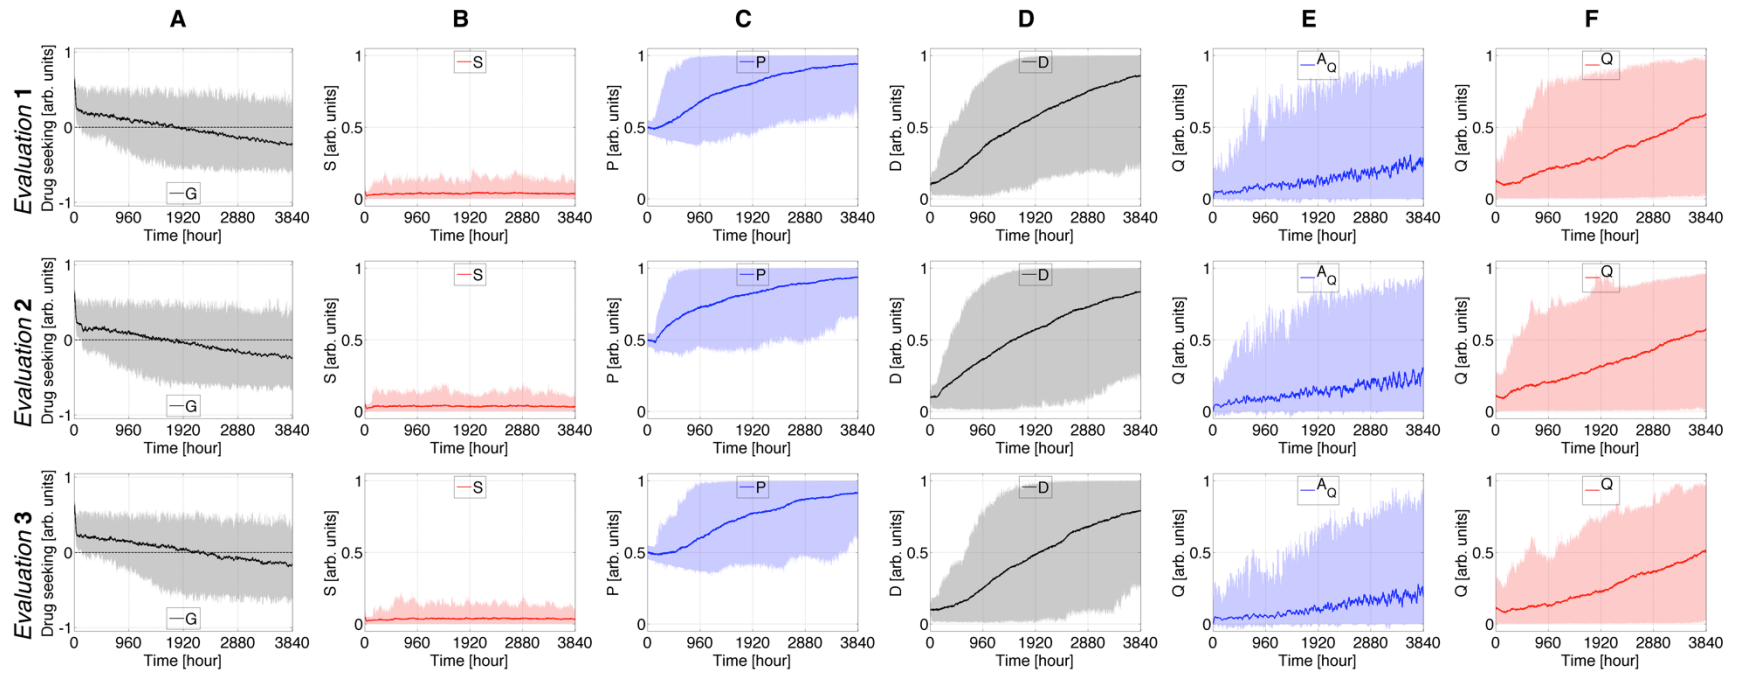 A B C D E F
Evaluation 1
Drug seeking [arb. units]
1
0
-1
G
0 960 1920 2880 3840
Time [hour]
S [arb. units]
1
0.5
0
S
0 960 1920 2880 3840
Time [hour]
P [arb. units]
1
0.5
0
P
0 960 1920 2880 3840
Time [hour]
D [arb. units]
1
0.5
0
D
0 960 1920 2880 3840
Time [hour]
Q [arb. units]
1
0.5
0
A_Q
0 960 1920 2880 3840
Time [hour]
Q [arb. units]
1
0.5
0
Q
0 960 1920 2880 3840
Time [hour]
Evaluation 2
Drug seeking [arb. units]
1
0
-1
G
0 960 1920 2880 3840
Time [hour]
S [arb. units]
1
0.5
0
S
0 960 1920 2880 3840
Time [hour]
P [arb. units]
1
0.5
0
P
0 960 1920 2880 3840
Time [hour]
D [arb. units]
1
0.5
0
D
0 960 1920 2880 3840
Time [hour]
Q [arb. units]
1
0.5
0
A_Q
0 960 1920 2880 3840
Time [hour]
Q [arb. units]
1
0.5
0
Q
0 960 1920 2880 3840
Time [hour]
Evaluation 3
Drug seeking [arb. units]
1
0
-1
G
0 960 1920 2880 3840
Time [hour]
S [arb. units]
1
0.5
0
S
0 960 1920 2880 3840
Time [hour]
P [arb. units]
1
0.5
0
P
0 960 1920 2880 3840
Time [hour]
D [arb. units]
1
0.5
0
D
0 960 1920 2880 3840
Time [hour]
Q [arb. units]
1
0.5
0
A_Q
0 960 1920 2880 3840
Time [hour]
Q [arb. units]
1
0.5
0
Q
0 960 1920 2880 3840
Time [hour]